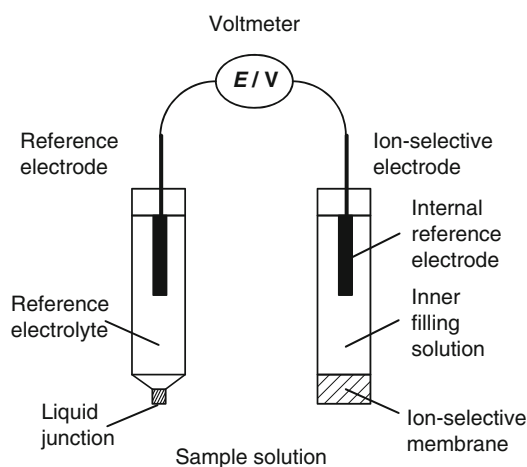 Voltmeter
E / V
Reference
electrode
Ion-selective
electrode
Internal
reference
electrode
Reference
electrolyte
Inner
filling
solution
Liquid
junction
Ion-selective
membrane
Sample solution